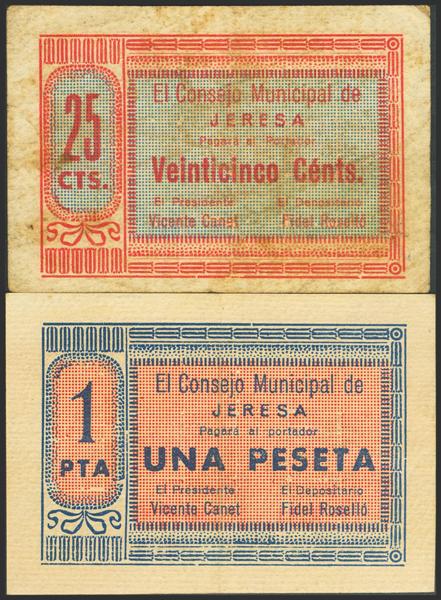 25
CTS.
El Consejo Municipal de
JERESA
Pagará al Portador
Veinticinco Cénts.
El Presidente El Depositario
Vicente Canet Fidel Roselló
1
PTA
El Consejo Municipal de
JERESA
Pagará al portador
UNA PESETA
El Presidente El Depositario
Vicente Canet Fidel Roselló